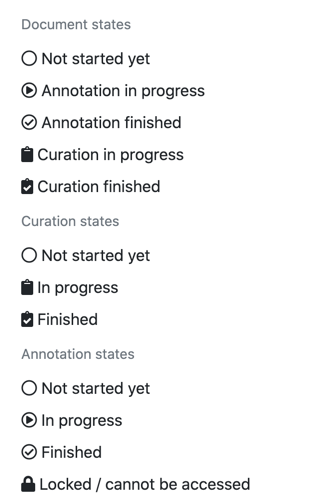 Document states
Not started yet
Annotation in progress
Annotation finished
Curation in progress
Curation finished
Curation states
Not started yet
In progress
Finished
Annotation states
Not started yet
In progress
Finished
Locked / cannot be accessed